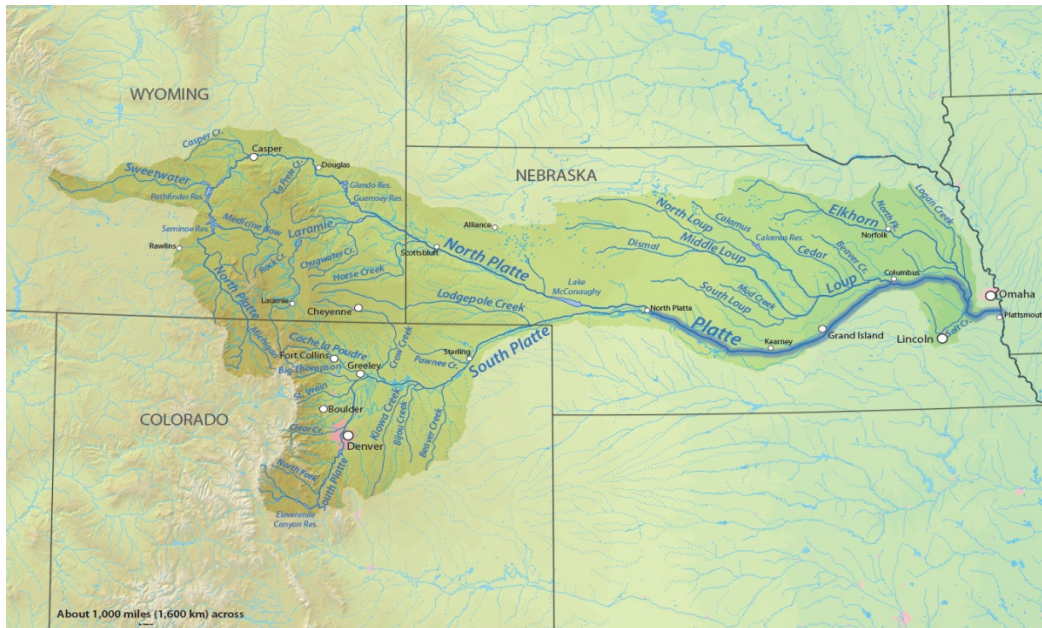 WYOMING
Casper Cr.
Casper
Sweetwater
La Prele Cr.
Douglas
NEBRASKA
Pathfinder Res.
Glendo Res.
Guernsey Res.
Logan Creek
North Fk.
Elkhorn
North Loup
Calamus
Medicine Bow
Seminoe Res.
Laramie
Alliance
Norfolk
Middle Loup
Calamus Res.
Rawlins
Rock Cr.
Chugwater Cr.
Scottsbluff
North Platte
Dismal
Cedar
Beaver Cr.
Horse Creek
Columbus
North Platte
Lake
McConaughy
Loup
Mud Creek
South Loup
Omaha
Laramie
Cheyenne
Lodgepole Creek
North Platte
Plattsmouth
Platte
Grand Island
Salt Cr.
Lincoln
Kearney
Michigan
Cache la Poudre
Crow Creek
Sterling
South Platte
Fort Collins
Pawnee Cr.
Big Thompson
Greeley
St. Vrain
COLORADO
Boulder
Kiowa Creek
Bijou Creek
Beaver Creek
Clear Cr.
Denver
North Fork
South Platte
Elevenmile
Canyon Res.
About 1,000 miles (1,600 km) across